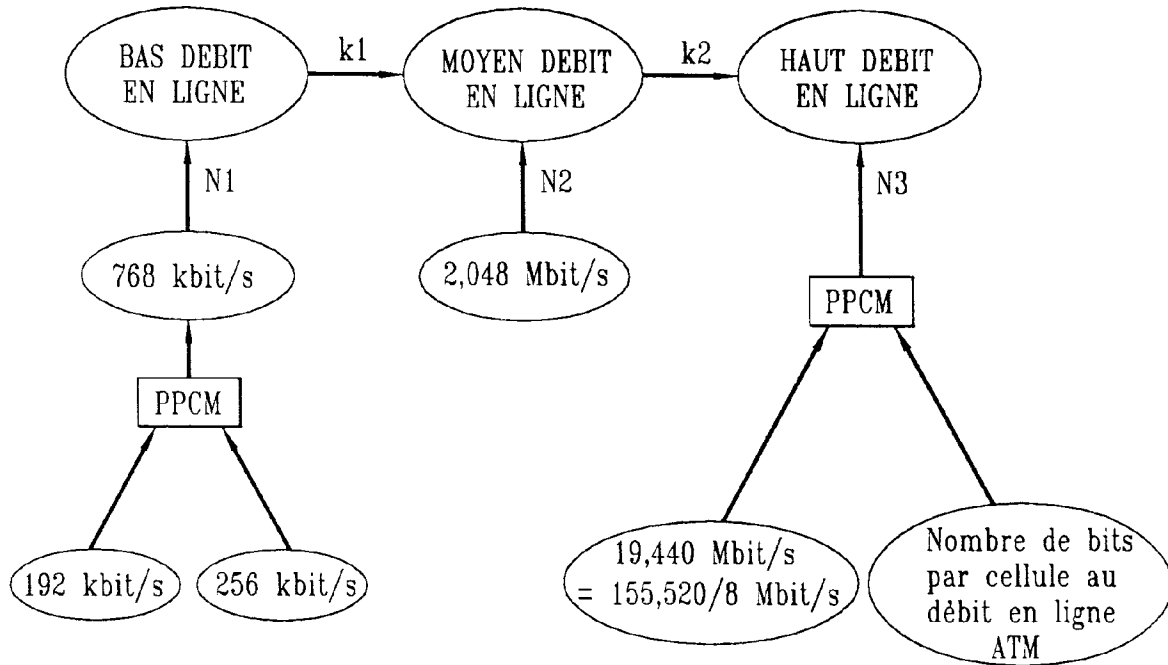 BAS DEBIT
EN LIGNE
k1
MOYEN DEBIT
EN LIGNE
k2
HAUT DEBIT
EN LIGNE
N1
N2
N3
768 kbit/s
2,048 Mbit/s
PPCM
PPCM
192 kbit/s
256 kbit/s
19,440 Mbit/s
= 155,520/8 Mbit/s
Nombre de bits
par cellule au
débit en ligne
ATM